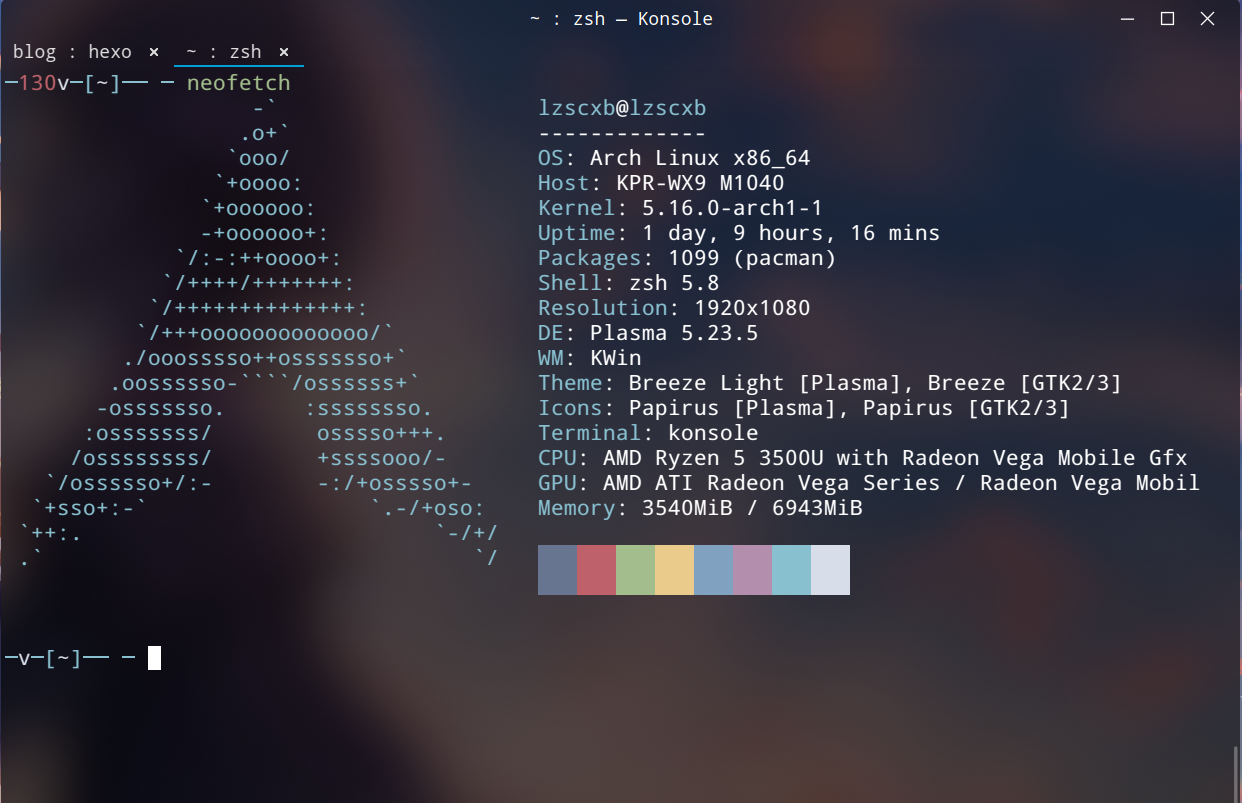 ~ : zsh — Konsole
blog : hexo × ~ : zsh ×
─130v─[~]── ─ neofetch
                   -`
                  .o+`
                 `ooo/
                `+oooo:
               `+oooooo:
               -+oooooo+:
             `/:-:++oooo+:
            `/++++/+++++++:
           `/++++++++++++++:
          `/+++ooooooooooooo/`
         ./ooosssso++osssssso+`
        .oossssso-````/ossssss+`
       -osssssso.      :ssssssso.
      :osssssss/        osssso+++.
     /ossssssss/        +ssssooo/-
   `/ossssso+/:-        -:/+osssso+-
  `+sso+:-`                 `.-/+oso:
 `++:.                           `-/+/
 .`                                 `/
lzscxb@lzscxb
-------------
OS: Arch Linux x86_64
Host: KPR-WX9 M1040
Kernel: 5.16.0-arch1-1
Uptime: 1 day, 9 hours, 16 mins
Packages: 1099 (pacman)
Shell: zsh 5.8
Resolution: 1920x1080
DE: Plasma 5.23.5
WM: KWin
Theme: Breeze Light [Plasma], Breeze [GTK2/3]
Icons: Papirus [Plasma], Papirus [GTK2/3]
Terminal: konsole
CPU: AMD Ryzen 5 3500U with Radeon Vega Mobile Gfx
GPU: AMD ATI Radeon Vega Series / Radeon Vega Mobil
Memory: 3540MiB / 6943MiB
─v─[~]── ─